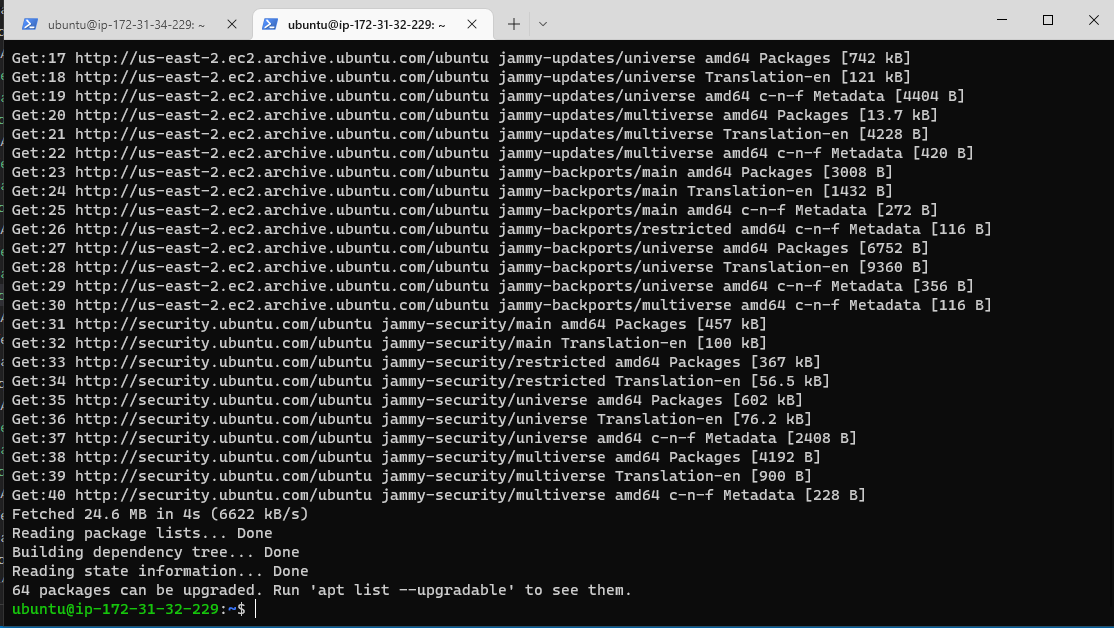 ubuntu@ip-172-31-34-229: ~
ubuntu@ip-172-31-32-229: ~
Get:17 http://us-east-2.ec2.archive.ubuntu.com/ubuntu jammy-updates/universe amd64 Packages [742 kB]
Get:18 http://us-east-2.ec2.archive.ubuntu.com/ubuntu jammy-updates/universe Translation-en [121 kB]
Get:19 http://us-east-2.ec2.archive.ubuntu.com/ubuntu jammy-updates/universe amd64 c-n-f Metadata [4404 B]
Get:20 http://us-east-2.ec2.archive.ubuntu.com/ubuntu jammy-updates/multiverse amd64 Packages [13.7 kB]
Get:21 http://us-east-2.ec2.archive.ubuntu.com/ubuntu jammy-updates/multiverse Translation-en [4228 B]
Get:22 http://us-east-2.ec2.archive.ubuntu.com/ubuntu jammy-updates/multiverse amd64 c-n-f Metadata [420 B]
Get:23 http://us-east-2.ec2.archive.ubuntu.com/ubuntu jammy-backports/main amd64 Packages [3008 B]
Get:24 http://us-east-2.ec2.archive.ubuntu.com/ubuntu jammy-backports/main Translation-en [1432 B]
Get:25 http://us-east-2.ec2.archive.ubuntu.com/ubuntu jammy-backports/main amd64 c-n-f Metadata [272 B]
Get:26 http://us-east-2.ec2.archive.ubuntu.com/ubuntu jammy-backports/restricted amd64 c-n-f Metadata [116 B]
Get:27 http://us-east-2.ec2.archive.ubuntu.com/ubuntu jammy-backports/universe amd64 Packages [6752 B]
Get:28 http://us-east-2.ec2.archive.ubuntu.com/ubuntu jammy-backports/universe Translation-en [9360 B]
Get:29 http://us-east-2.ec2.archive.ubuntu.com/ubuntu jammy-backports/universe amd64 c-n-f Metadata [356 B]
Get:30 http://us-east-2.ec2.archive.ubuntu.com/ubuntu jammy-backports/multiverse amd64 c-n-f Metadata [116 B]
Get:31 http://security.ubuntu.com/ubuntu jammy-security/main amd64 Packages [457 kB]
Get:32 http://security.ubuntu.com/ubuntu jammy-security/main Translation-en [100 kB]
Get:33 http://security.ubuntu.com/ubuntu jammy-security/restricted amd64 Packages [367 kB]
Get:34 http://security.ubuntu.com/ubuntu jammy-security/restricted Translation-en [56.5 kB]
Get:35 http://security.ubuntu.com/ubuntu jammy-security/universe amd64 Packages [602 kB]
Get:36 http://security.ubuntu.com/ubuntu jammy-security/universe Translation-en [76.2 kB]
Get:37 http://security.ubuntu.com/ubuntu jammy-security/universe amd64 c-n-f Metadata [2408 B]
Get:38 http://security.ubuntu.com/ubuntu jammy-security/multiverse amd64 Packages [4192 B]
Get:39 http://security.ubuntu.com/ubuntu jammy-security/multiverse Translation-en [900 B]
Get:40 http://security.ubuntu.com/ubuntu jammy-security/multiverse amd64 c-n-f Metadata [228 B]
Fetched 24.6 MB in 4s (6622 kB/s)
Reading package lists... Done
Building dependency tree... Done
Reading state information... Done
64 packages can be upgraded. Run 'apt list --upgradable' to see them.
ubuntu@ip-172-31-32-229:~$